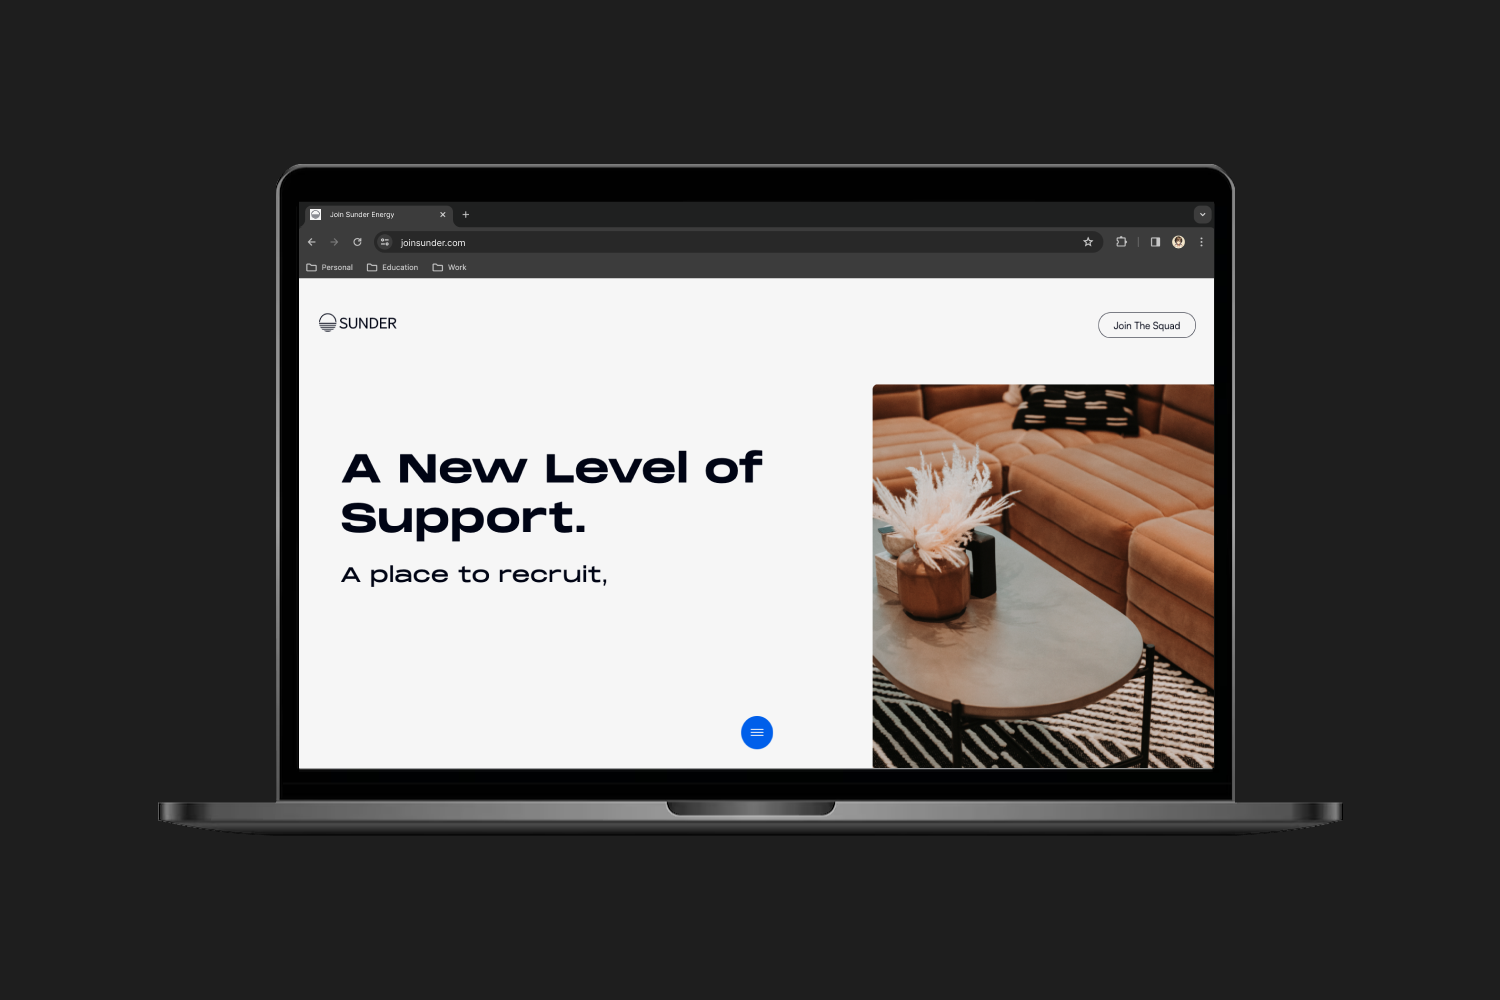 Join Sunder Energy
joinsunder.com
Personal
Education
Work
SUNDER
Join The Squad
A New Level of
Support.
A place to recruit,